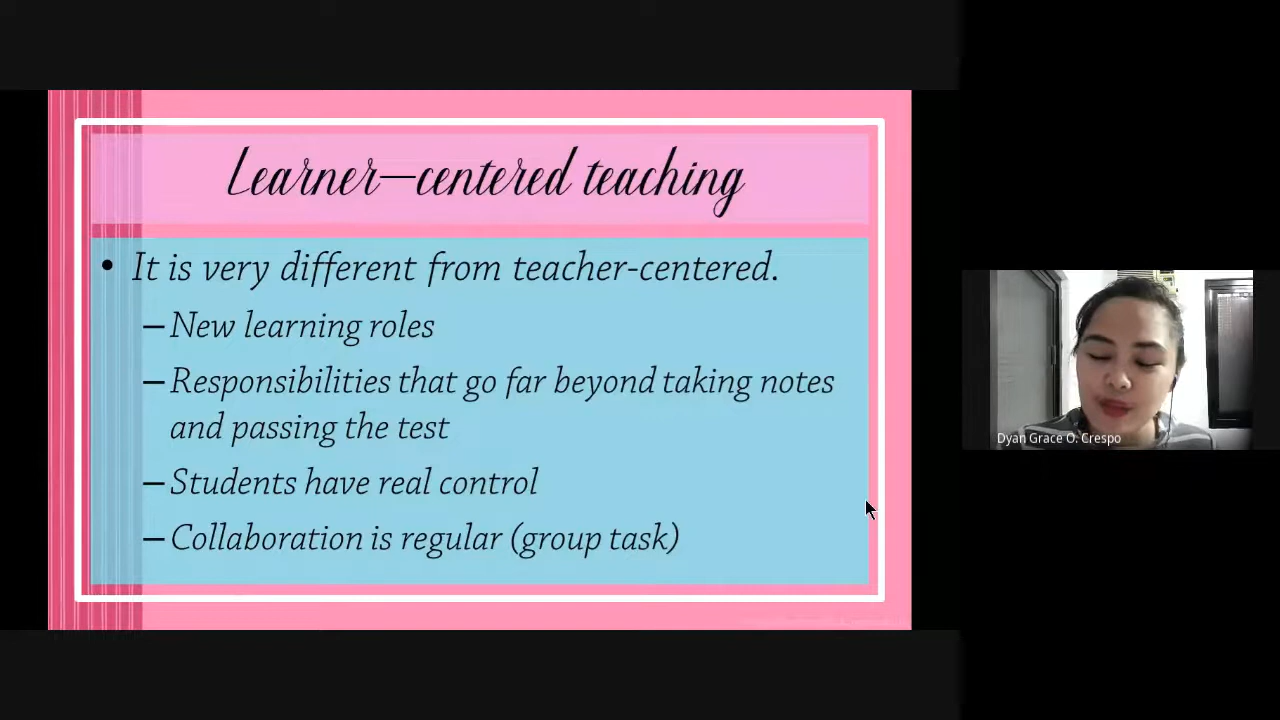 Learner–centered teaching
• It is very different from teacher-centered.
– New learning roles
– Responsibilities that go far beyond taking notes
and passing the test
– Students have real control
– Collaboration is regular (group task)
Dyan Grace O. Crespo